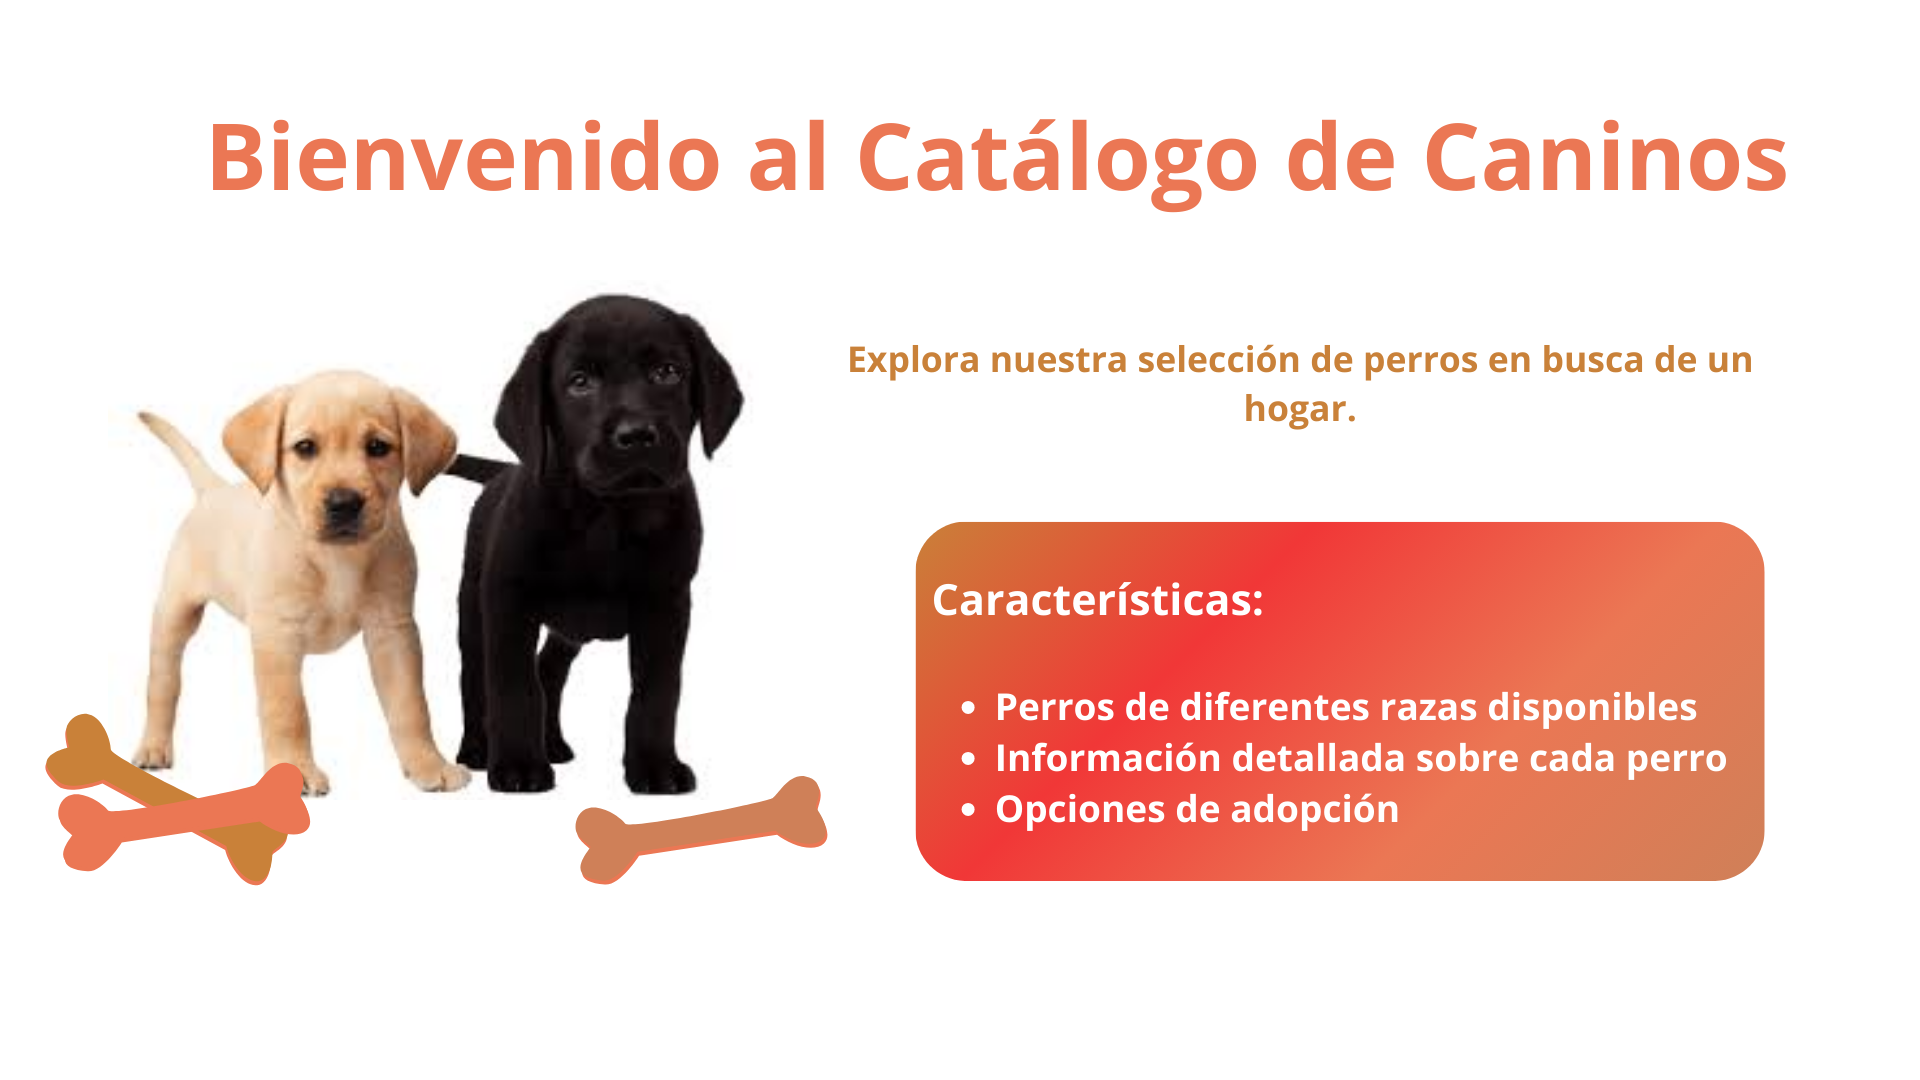 Bienvenido al Catálogo de Caninos
Explora nuestra selección de perros en busca de un
hogar.
Características:
• Perros de diferentes razas disponibles
• Información detallada sobre cada perro
• Opciones de adopción